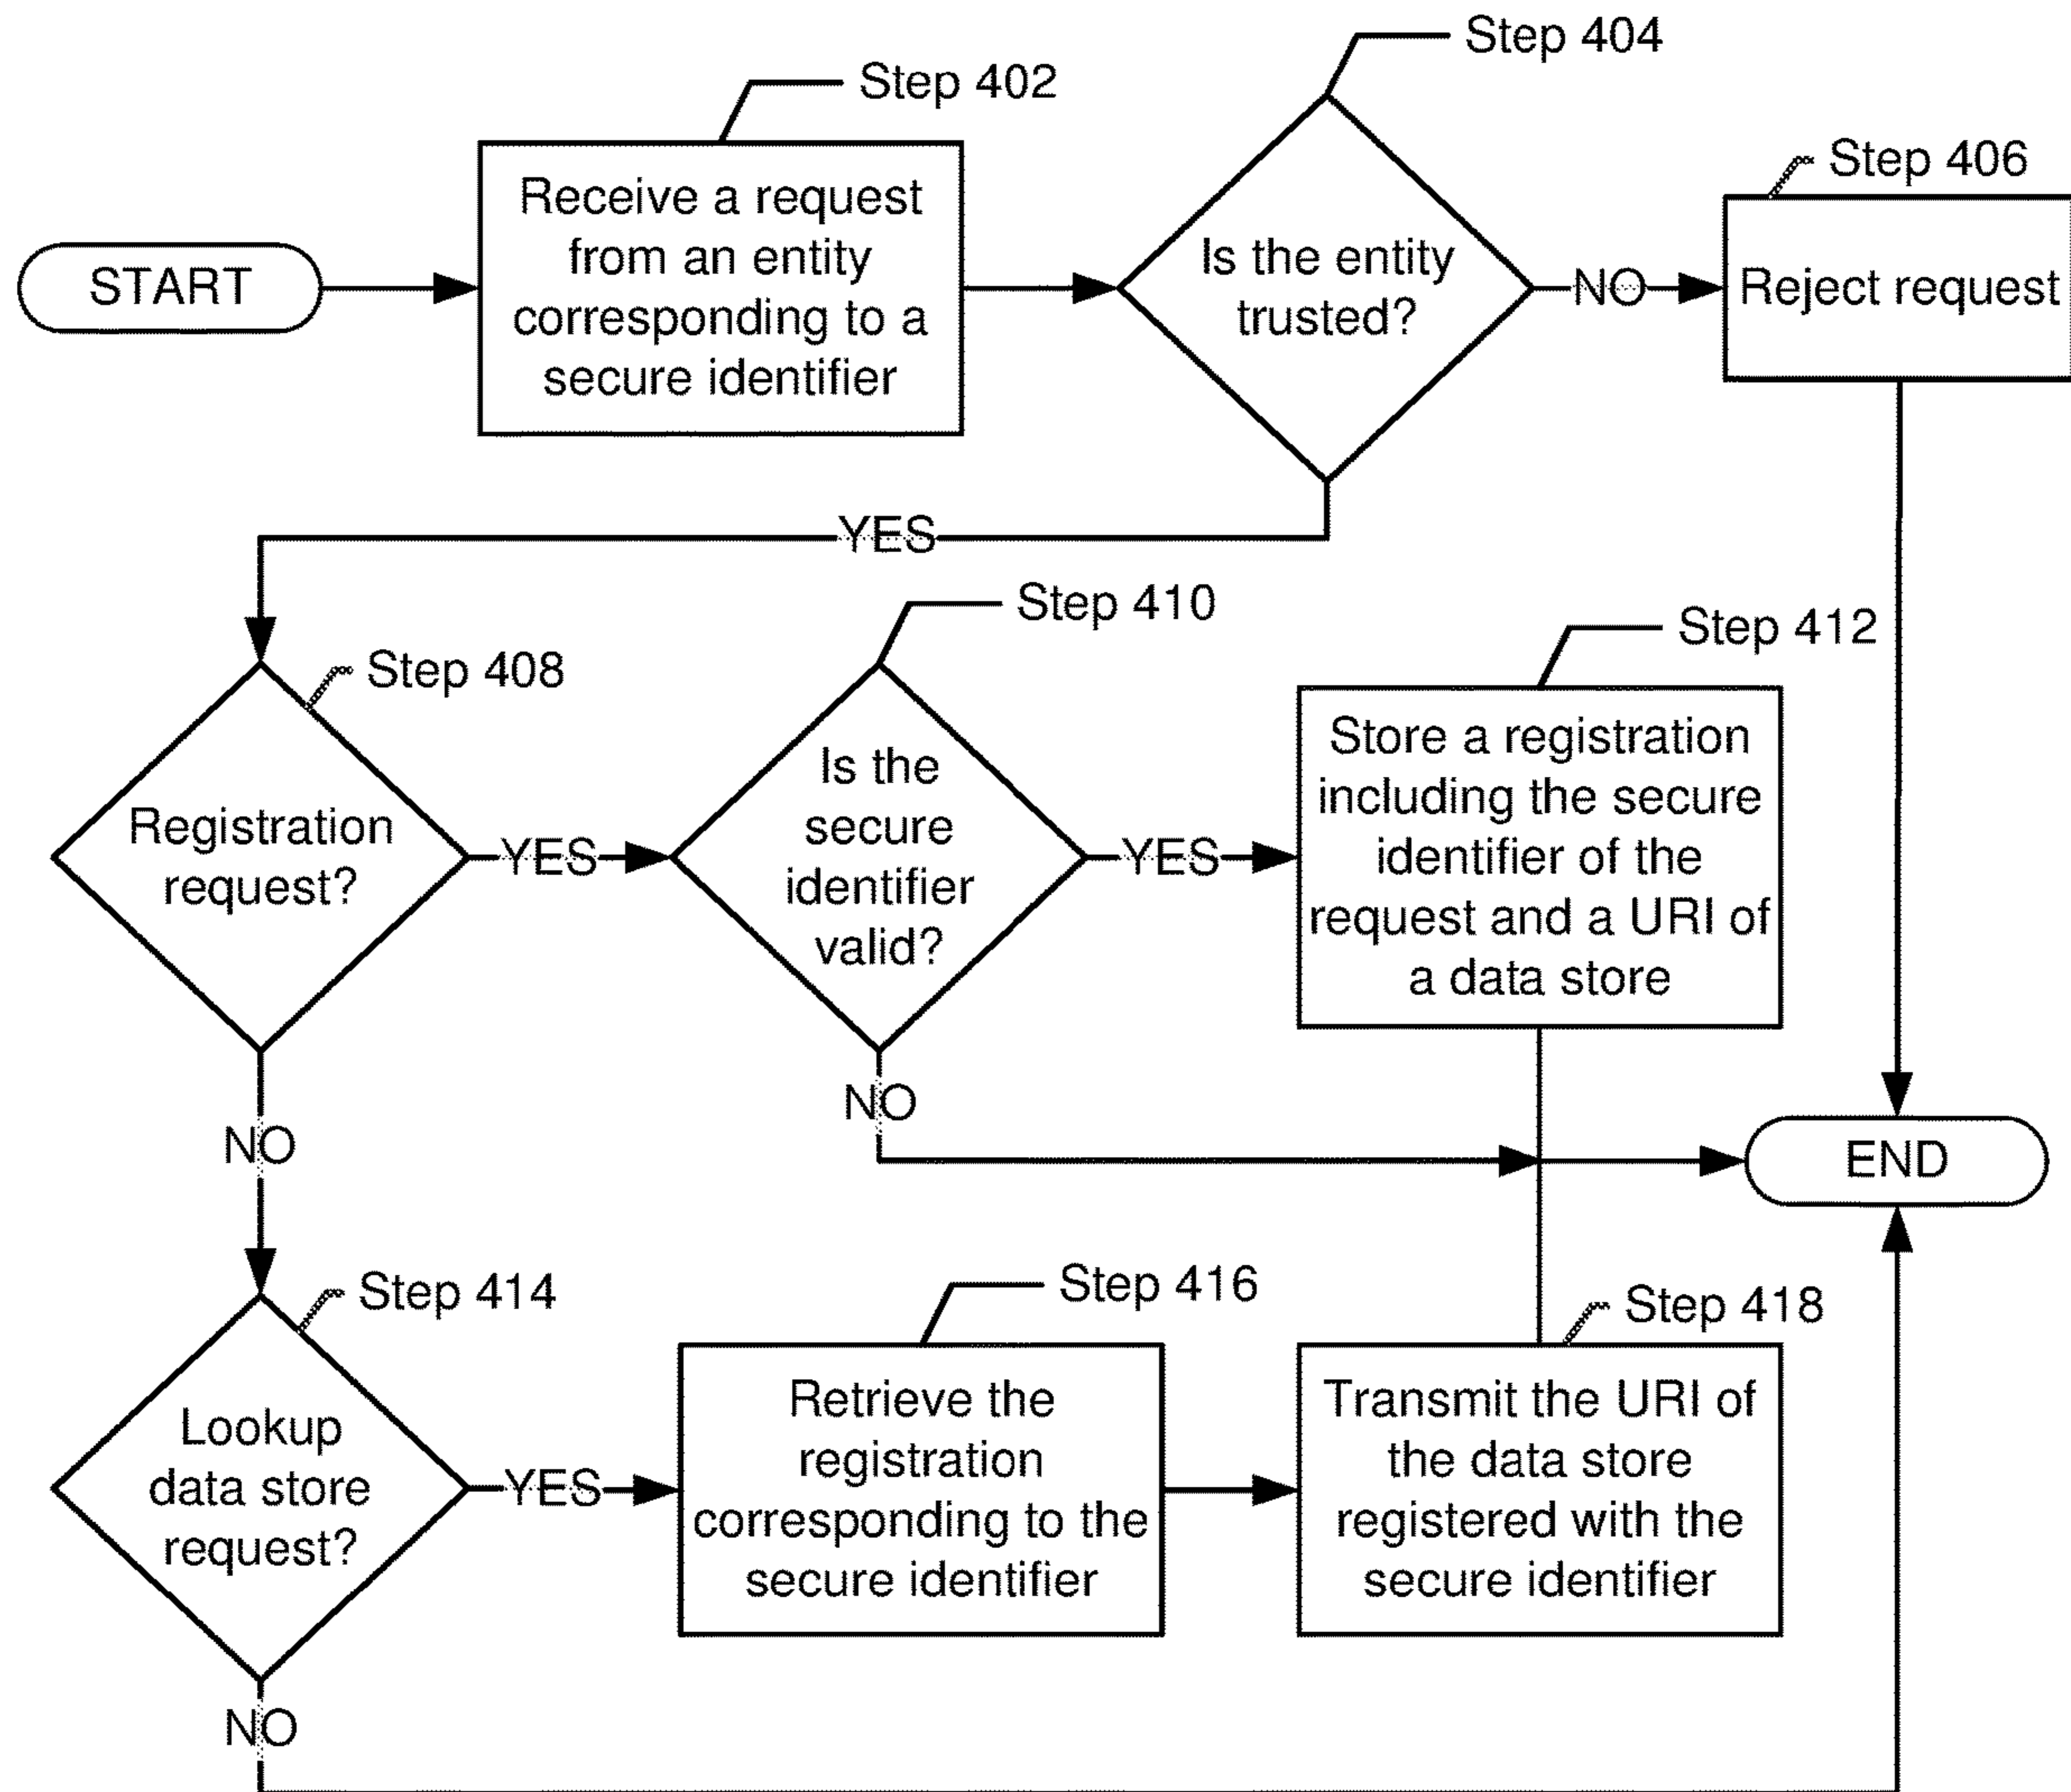 Step 404
Step 402
Step 406
START
Receive a request
from an entity
corresponding to a
secure identifier
Is the entity
trusted?
NO
Reject request
YES
Step 408
Step 410
Step 412
Registration
request?
YES
Is the
secure
identifier
valid?
YES
Store a registration
including the secure
identifier of the
request and a URI of
a data store
NO
NO
END
Step 414
Step 416
Step 418
Lookup
data store
request?
YES
Retrieve the
registration
corresponding to the
secure identifier
Transmit the URI of
the data store
registered with the
secure identifier
NO